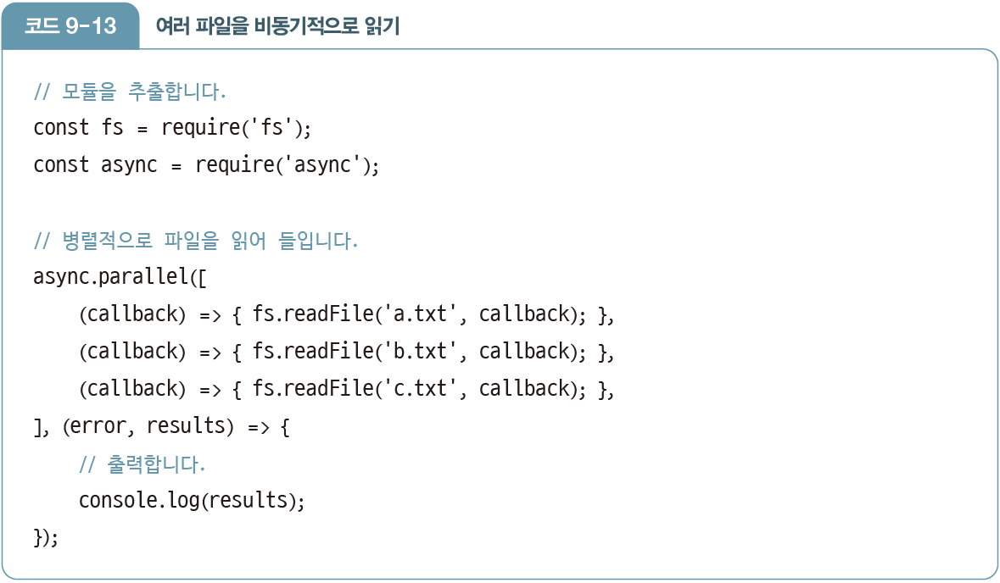 코드 9-13 여러 파일을 비동기적으로 읽기
// 모듈을 추출합니다.
const fs = require('fs');
const async = require('async');
// 병렬적으로 파일을 읽어 들입니다.
async.parallel([
    (callback) => { fs.readFile('a.txt', callback); },
    (callback) => { fs.readFile('b.txt', callback); },
    (callback) => { fs.readFile('c.txt', callback); },
], (error, results) => {
    // 출력합니다.
    console.log(results);
});